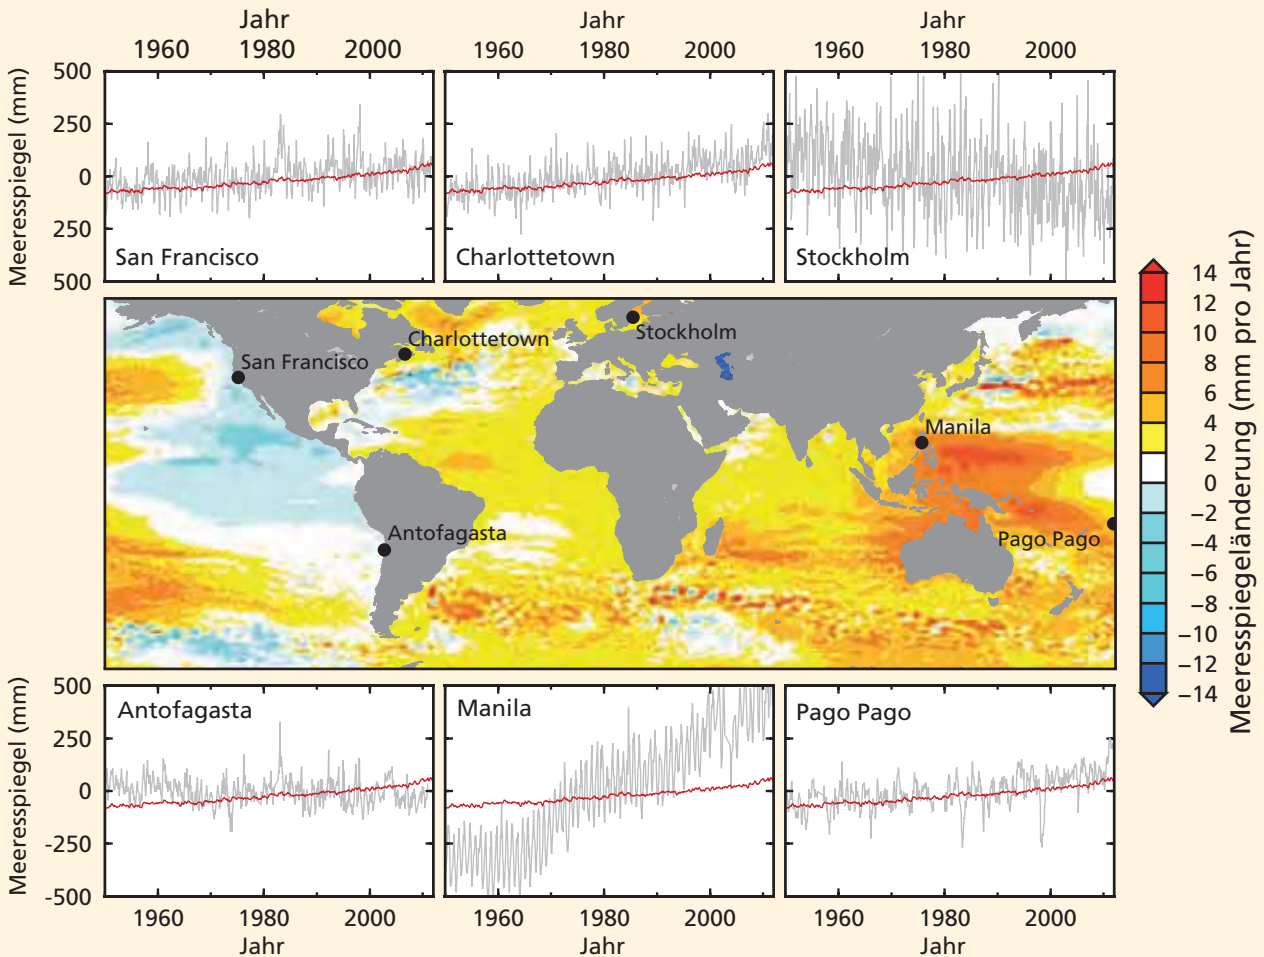 Jahr
Jahr
Jahr
1960 1980 2000
1960 1980 2000
1960 1980 2000
Meeresspiegel (mm)
500
250
0
250
500
San Francisco
Charlottetown
Stockholm
Charlottetown
Stockholm
San Francisco
Manila
Antofagasta
Pago Pago
14
12
10
8
6
4
2
0
−2
−4
−6
−8
−10
−12
−14
Meeresspiegeländerung (mm pro Jahr)
Meeresspiegel (mm)
500
250
0
-250
-500
Antofagasta
Manila
Pago Pago
1960 1980 2000
1960 1980 2000
1960 1980 2000
Jahr
Jahr
Jahr